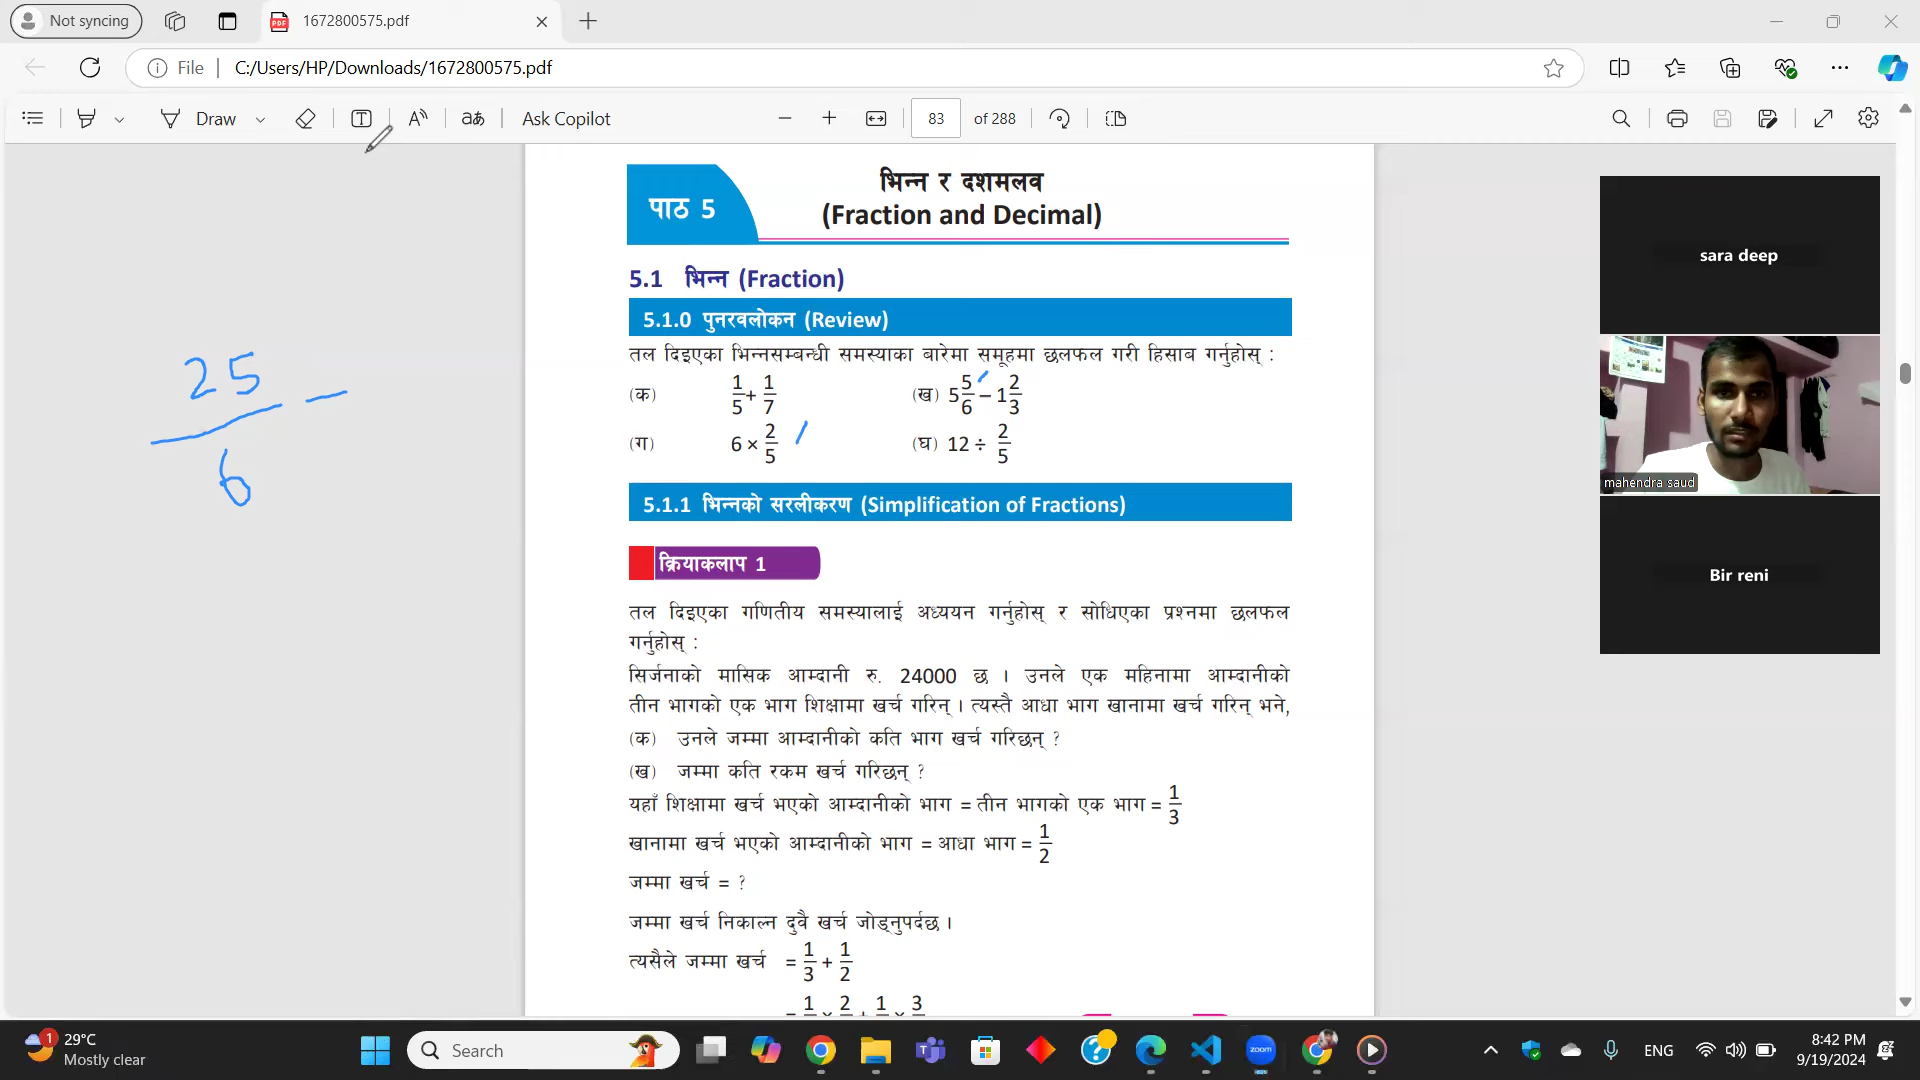 Not syncing
1672800575.pdf
File
C:/Users/HP/Downloads/1672800575.pdf
Draw
aあ
Ask Copilot
83 of 288
पाठ 5
भिन्न र दशमलव
(Fraction and Decimal)
5.1 भिन्न (Fraction)
5.1.0 पुनरवलोकन (Review)
तल दिइएका भिन्नसम्बन्धी समस्याका बारेमा समूहमा छलफल गरी हिसाब गर्नुहोस् :
(क) 1/5 + 1/7 (ख) 5 5/6 – 1 2/3
(ग) 6 × 2/5 (घ) 12 ÷ 2/5
25/6 –
5.1.1 भिन्नको सरलीकरण (Simplification of Fractions)
क्रियाकलाप 1
तल दिइएका गणितीय समस्यालाई अध्ययन गर्नुहोस् र सोधिएका प्रश्नमा छलफल
गर्नुहोस् :
सिर्जनाको मासिक आम्दानी रु. 24000 छ । उनले एक महिनामा आम्दानीको
तीन भागको एक भाग शिक्षामा खर्च गरिन् । त्यस्तै आधा भाग खानामा खर्च गरिन् भने,
(क) उनले जम्मा आम्दानीको कति भाग खर्च गरिछन् ?
(ख) जम्मा कति रकम खर्च गरिछन् ?
यहाँ शिक्षामा खर्च भएको आम्दानीको भाग = तीन भागको एक भाग = 1/3
खानामा खर्च भएको आम्दानीको भाग = आधा भाग = 1/2
जम्मा खर्च = ?
जम्मा खर्च निकाल्न दुवै खर्च जोड्नुपर्दछ ।
त्यसैले जम्मा खर्च = 1/3 + 1/2
sara deep
mahendra saud
Bir reni
1
29°C
Mostly clear
Search
zoom
ENG
8:42 PM
9/19/2024